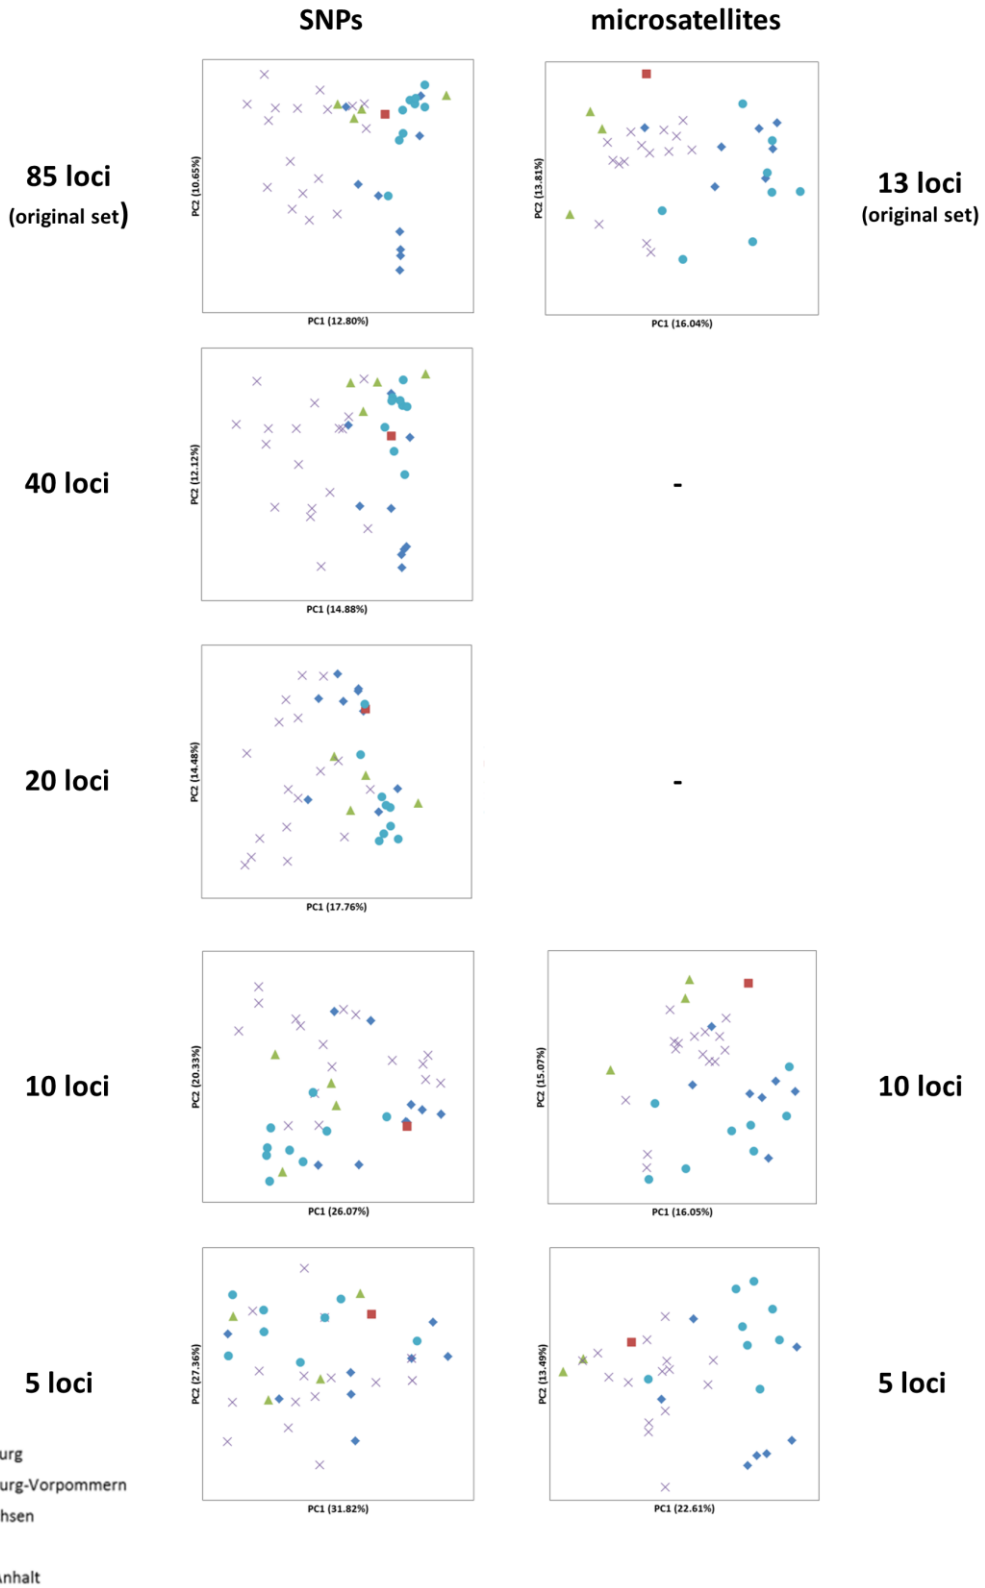 SNPs microsatellites
85 loci
(original set)
PC2 (10.65%)
PC1 (12.80%)
PC2 (13.81%)
PC1 (16.04%)
13 loci
(original set)
40 loci
PC2 (12.12%)
PC1 (14.88%)
-
20 loci
PC2 (14.48%)
PC1 (17.76%)
-
10 loci
PC2 (20.33%)
PC1 (26.07%)
PC2 (15.07%)
PC1 (16.05%)
10 loci
5 loci
PC2 (27.36%)
PC1 (31.82%)
PC2 (13.49%)
PC1 (22.61%)
5 loci
urg
urg-Vorpommern
hsen
Anhalt